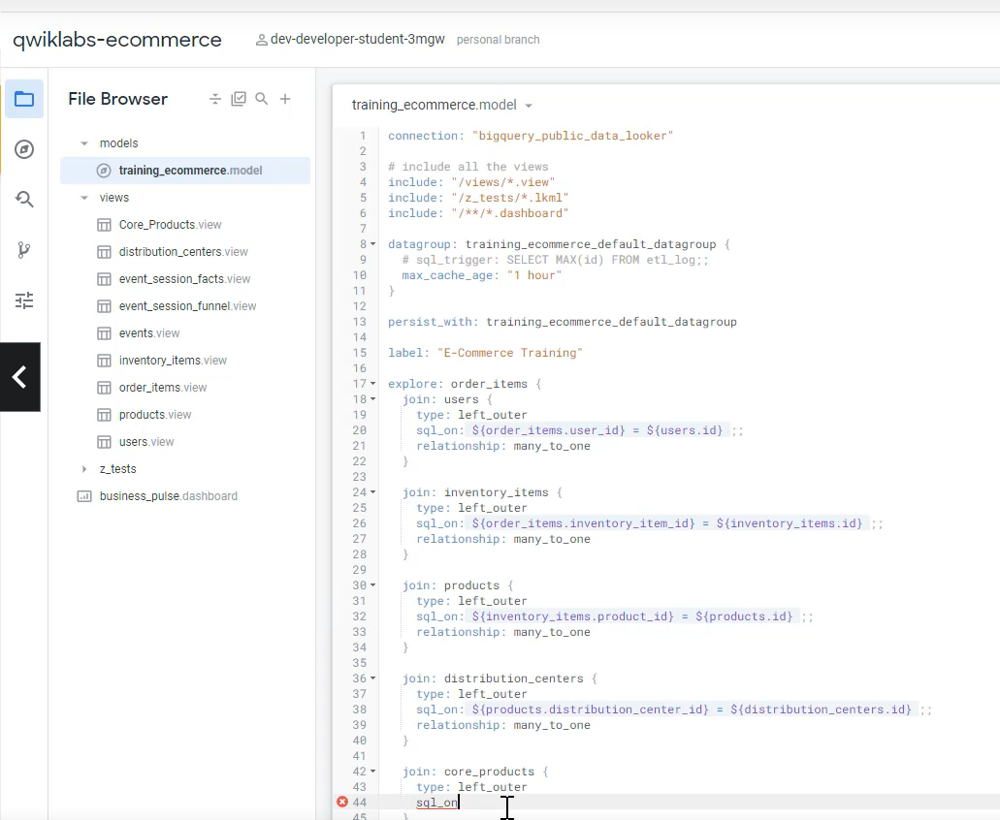 qwiklabs-ecommerce dev-developer-student-3mgw personal branch
File Browser
models
training_ecommerce.model
views
Core_Products.view
distribution_centers.view
event_session_facts.view
event_session_funnel.view
events.view
inventory_items.view
order_items.view
products.view
users.view
z_tests
business_pulse.dashboard
training_ecommerce.model
1 connection: "bigquery_public_data_looker"
2
3 # include all the views
4 include: "/views/*.view"
5 include: "/z_tests/*.lkml"
6 include: "/**/*.dashboard"
7
8 datagroup: training_ecommerce_default_datagroup {
9 # sql_trigger: SELECT MAX(id) FROM etl_log;;
10 max_cache_age: "1 hour"
11 }
12
13 persist_with: training_ecommerce_default_datagroup
14
15 label: "E-Commerce Training"
16
17 explore: order_items {
18 join: users {
19 type: left_outer
20 sql_on: ${order_items.user_id} = ${users.id} ;;
21 relationship: many_to_one
22 }
23
24 join: inventory_items {
25 type: left_outer
26 sql_on: ${order_items.inventory_item_id} = ${inventory_items.id} ;;
27 relationship: many_to_one
28 }
29
30 join: products {
31 type: left_outer
32 sql_on: ${inventory_items.product_id} = ${products.id} ;;
33 relationship: many_to_one
34 }
35
36 join: distribution_centers {
37 type: left_outer
38 sql_on: ${products.distribution_center_id} = ${distribution_centers.id} ;;
39 relationship: many_to_one
40 }
41
42 join: core_products {
43 type: left_outer
44 sql_on
45 }